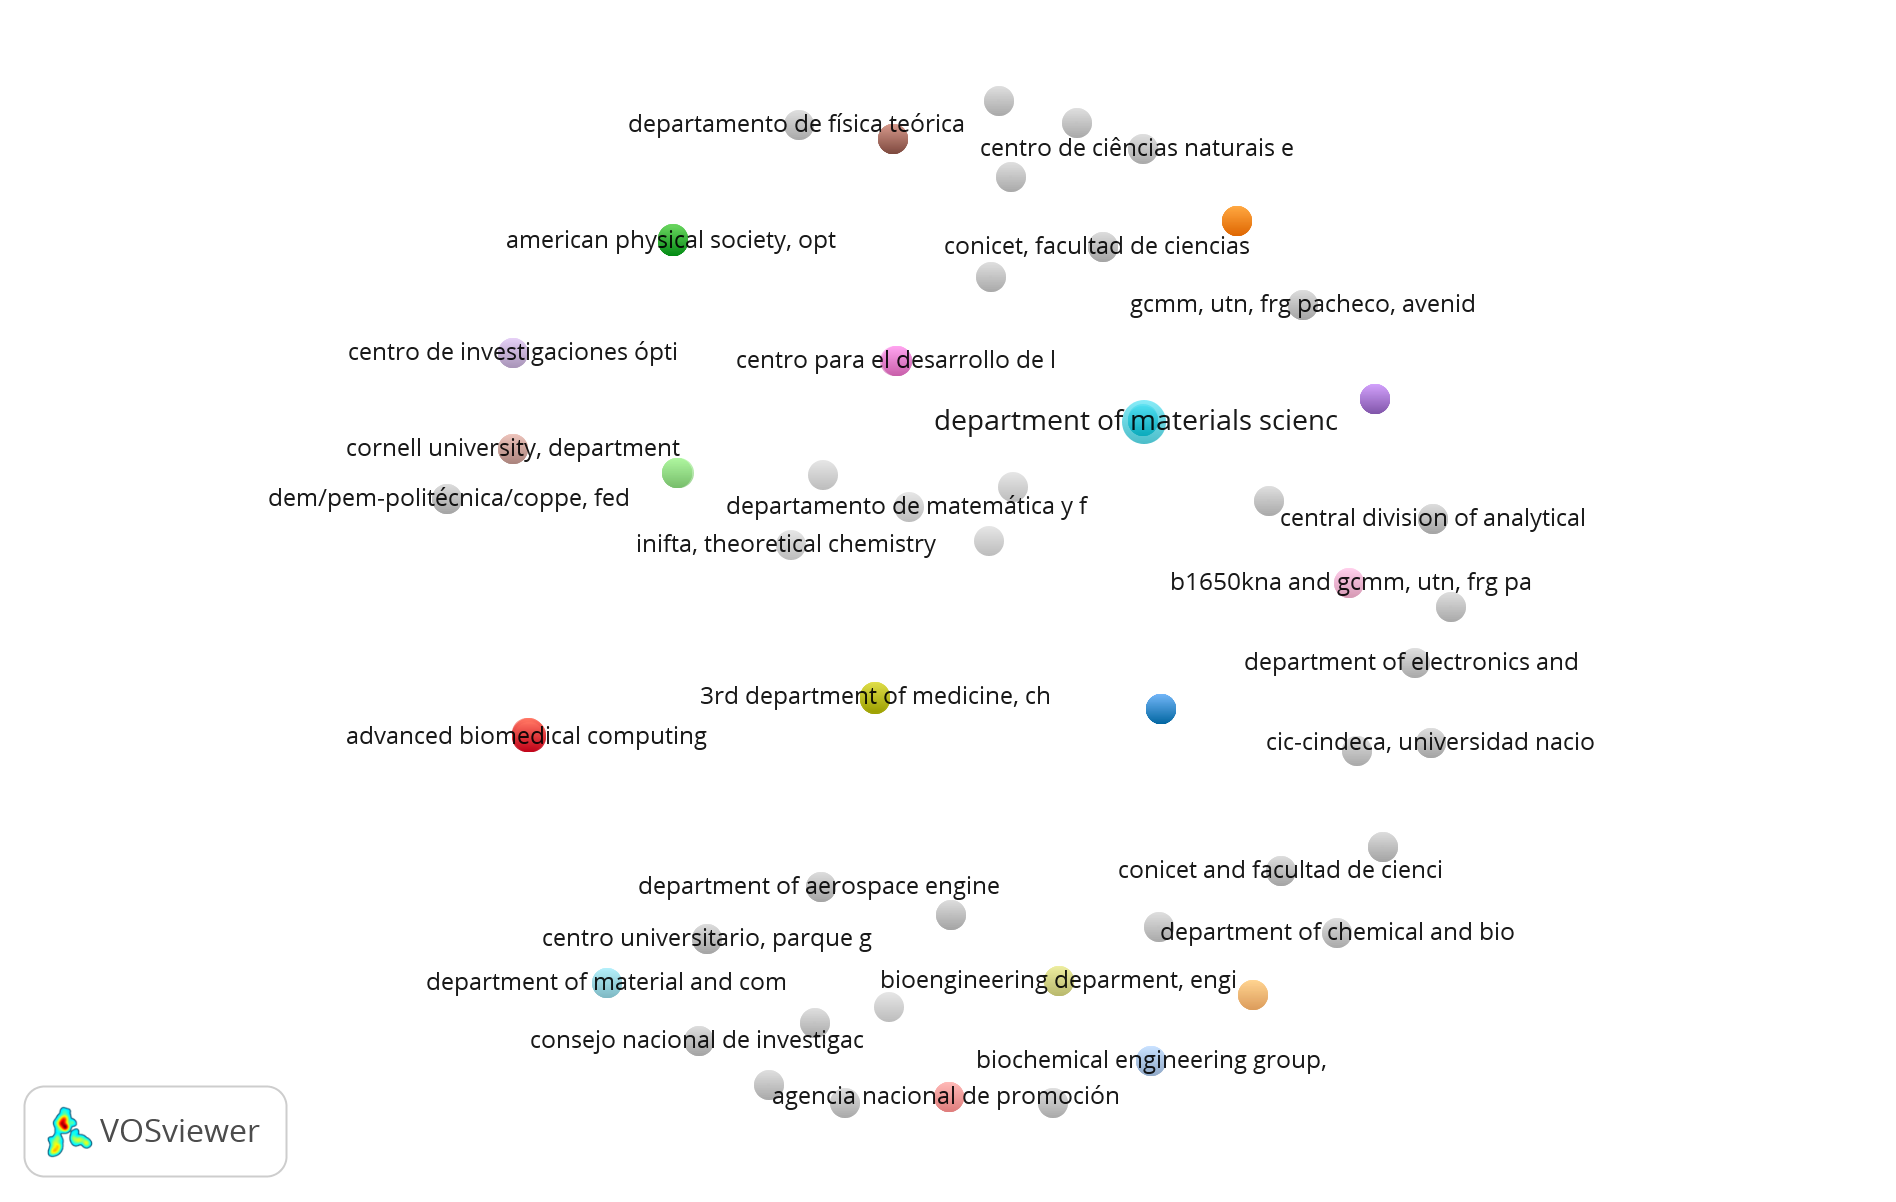 departamento de física teórica
centro de ciências naturais e
american physical society, opt
conicet, facultad de ciencias
gcmm, utn, frg pacheco, avenid
centro de investigaciones ópti
centro para el desarrollo de l
department of materials scienc
cornell university, department
dem/pem-politécnica/coppe, fed
departamento de matemática y f
central division of analytical
inifta, theoretical chemistry
b1650kna and gcmm, utn, frg pa
department of electronics and
3rd department of medicine, ch
advanced biomedical computing
cic-cindeca, universidad nacio
conicet and facultad de cienci
department of aerospace engine
department of chemical and bio
centro universitario, parque g
department of material and com
bioengineering deparment, engi
consejo nacional de investigac
biochemical engineering group,
agencia nacional de promoción
VOSviewer